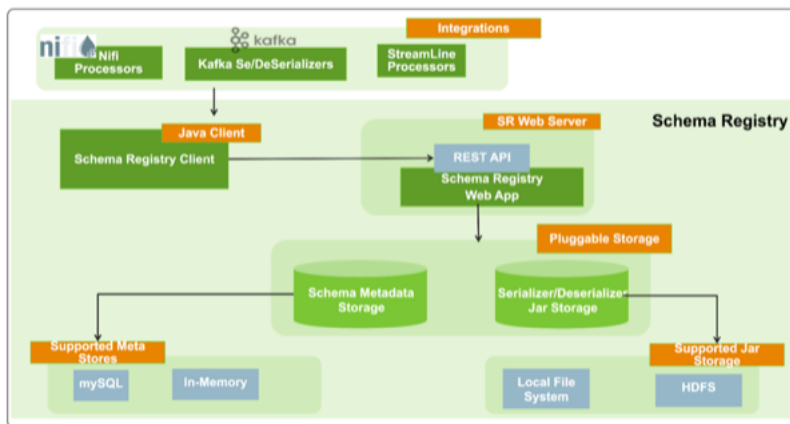 Integrations
nifi
kafka
Nifi
Processors
Kafka Se/DeSerializers
StreamLine
Processors
Schema Registry
Java Client
Schema Registry Client
SR Web Server
REST API
Schema Registry
Web App
Pluggable Storage
Schema Metadata
Storage
Serializer/Deserializer
Jar Storage
Supported Meta
Stores
mySQL
In-Memory
Supported Jar
Storage
Local File
System
HDFS